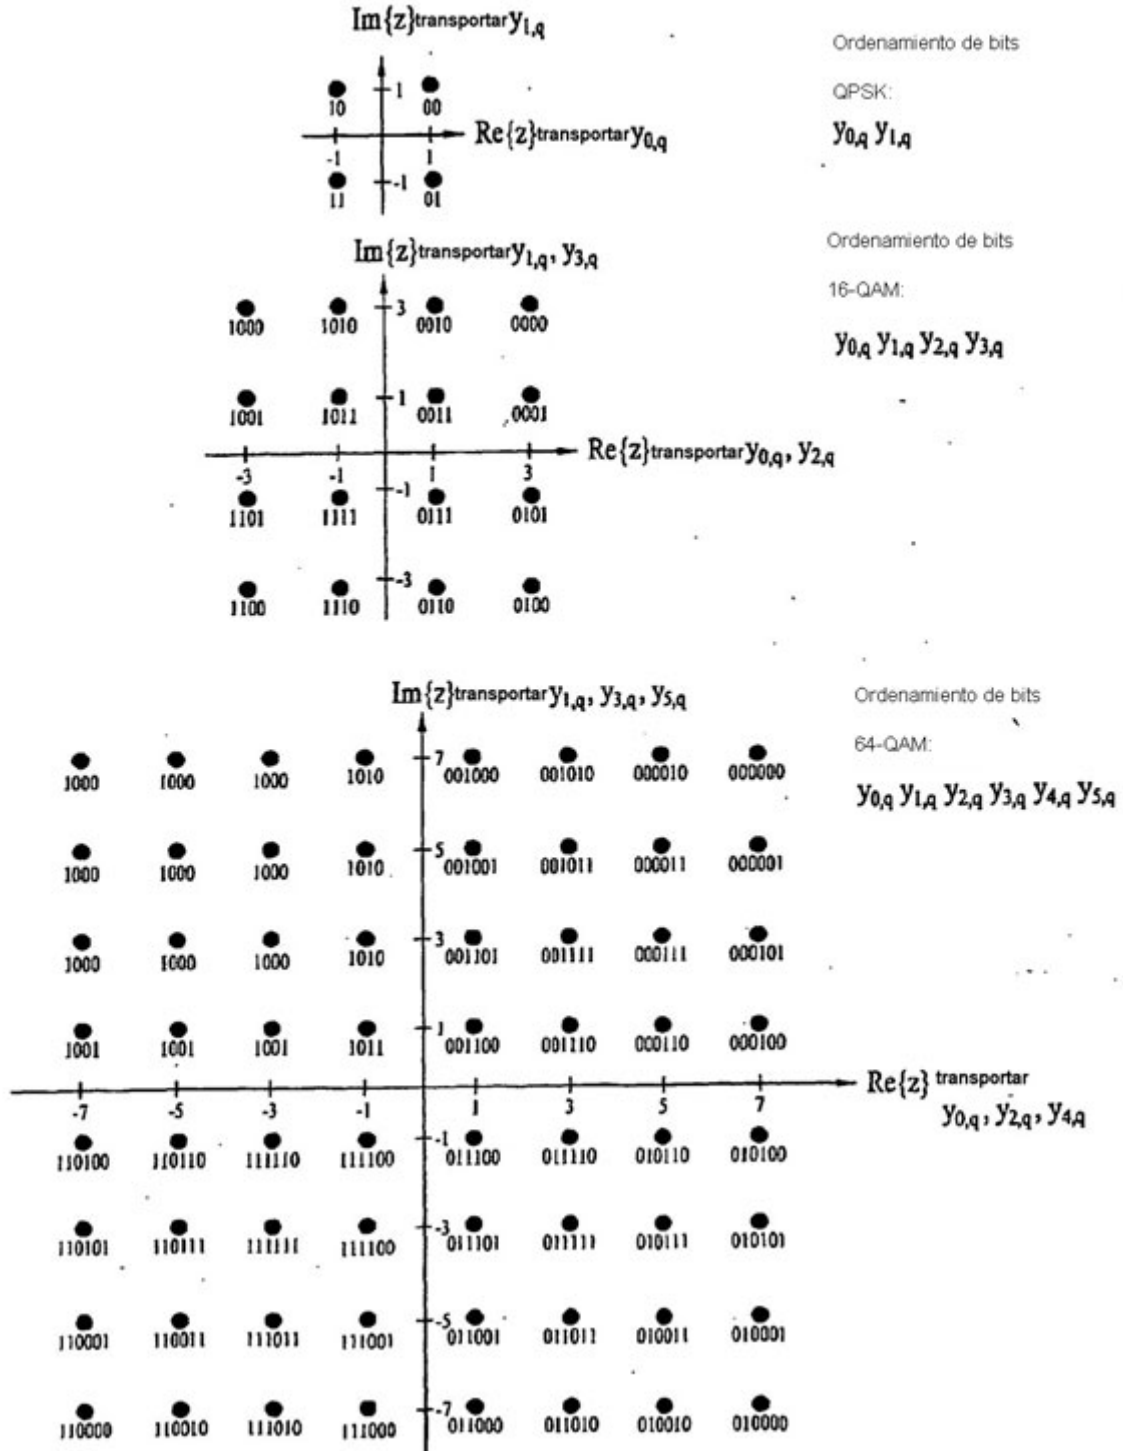 Im{z}transportar y1,q
Ordenamiento de bits
QPSK:
y0,q y1,q
1
10 00
Re{z}transportar y0,q
-1 1
-1
11 01
Im{z}transportar y1,q, y3,q
Ordenamiento de bits
16-QAM:
y0,q y1,q y2,q y3,q
3
1000 1010 0010 0000
1
1001 1011 0011 0001
Re{z}transportar y0,q, y2,q
-3 -1 1 3
-1
1101 1111 0111 0101
-3
1100 1110 0110 0100
Im{z}transportar y1,q, y3,q, y5,q
Ordenamiento de bits
64-QAM:
y0,q y1,q y2,q y3,q y4,q y5,q
7
1000 1000 1000 1010 001000 001010 000010 000000
5
1000 1000 1000 1010 001001 001011 000011 000001
3
1000 1000 1000 1010 001101 001111 000111 000101
1
1001 1001 1001 1011 001100 001110 000110 000100
Re{z} transportar
y0,q, y2,q, y4,q
-7 -5 -3 -1 1 3 5 7
-1
110100 110110 111110 111100 011100 011110 010110 010100
-3
110101 110111 111111 111100 011101 011111 010111 010101
-5
110001 110011 111011 111001 011001 011011 010011 010001
-7
110000 110010 111010 111000 011000 011010 010010 010000